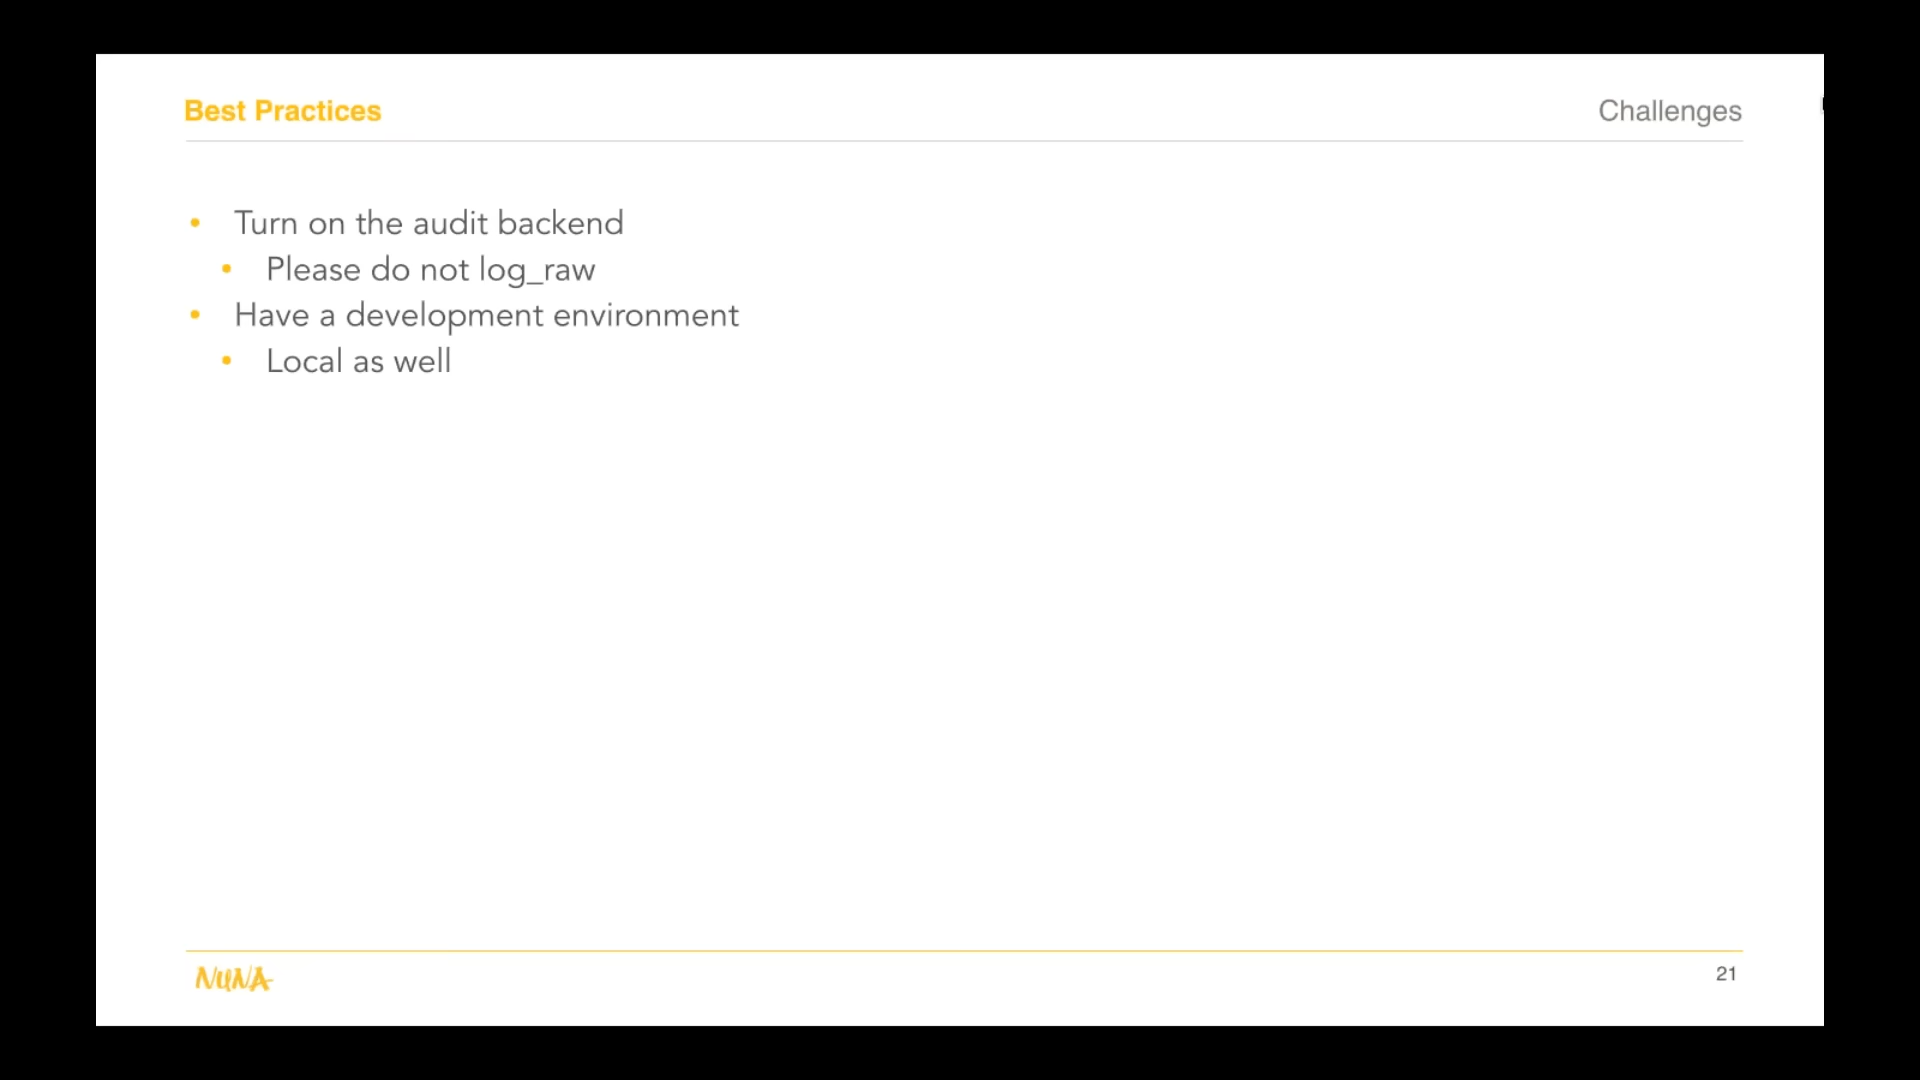 Best Practices
Challenges
• Turn on the audit backend
• Please do not log_raw
• Have a development environment
• Local as well
NUNA
21